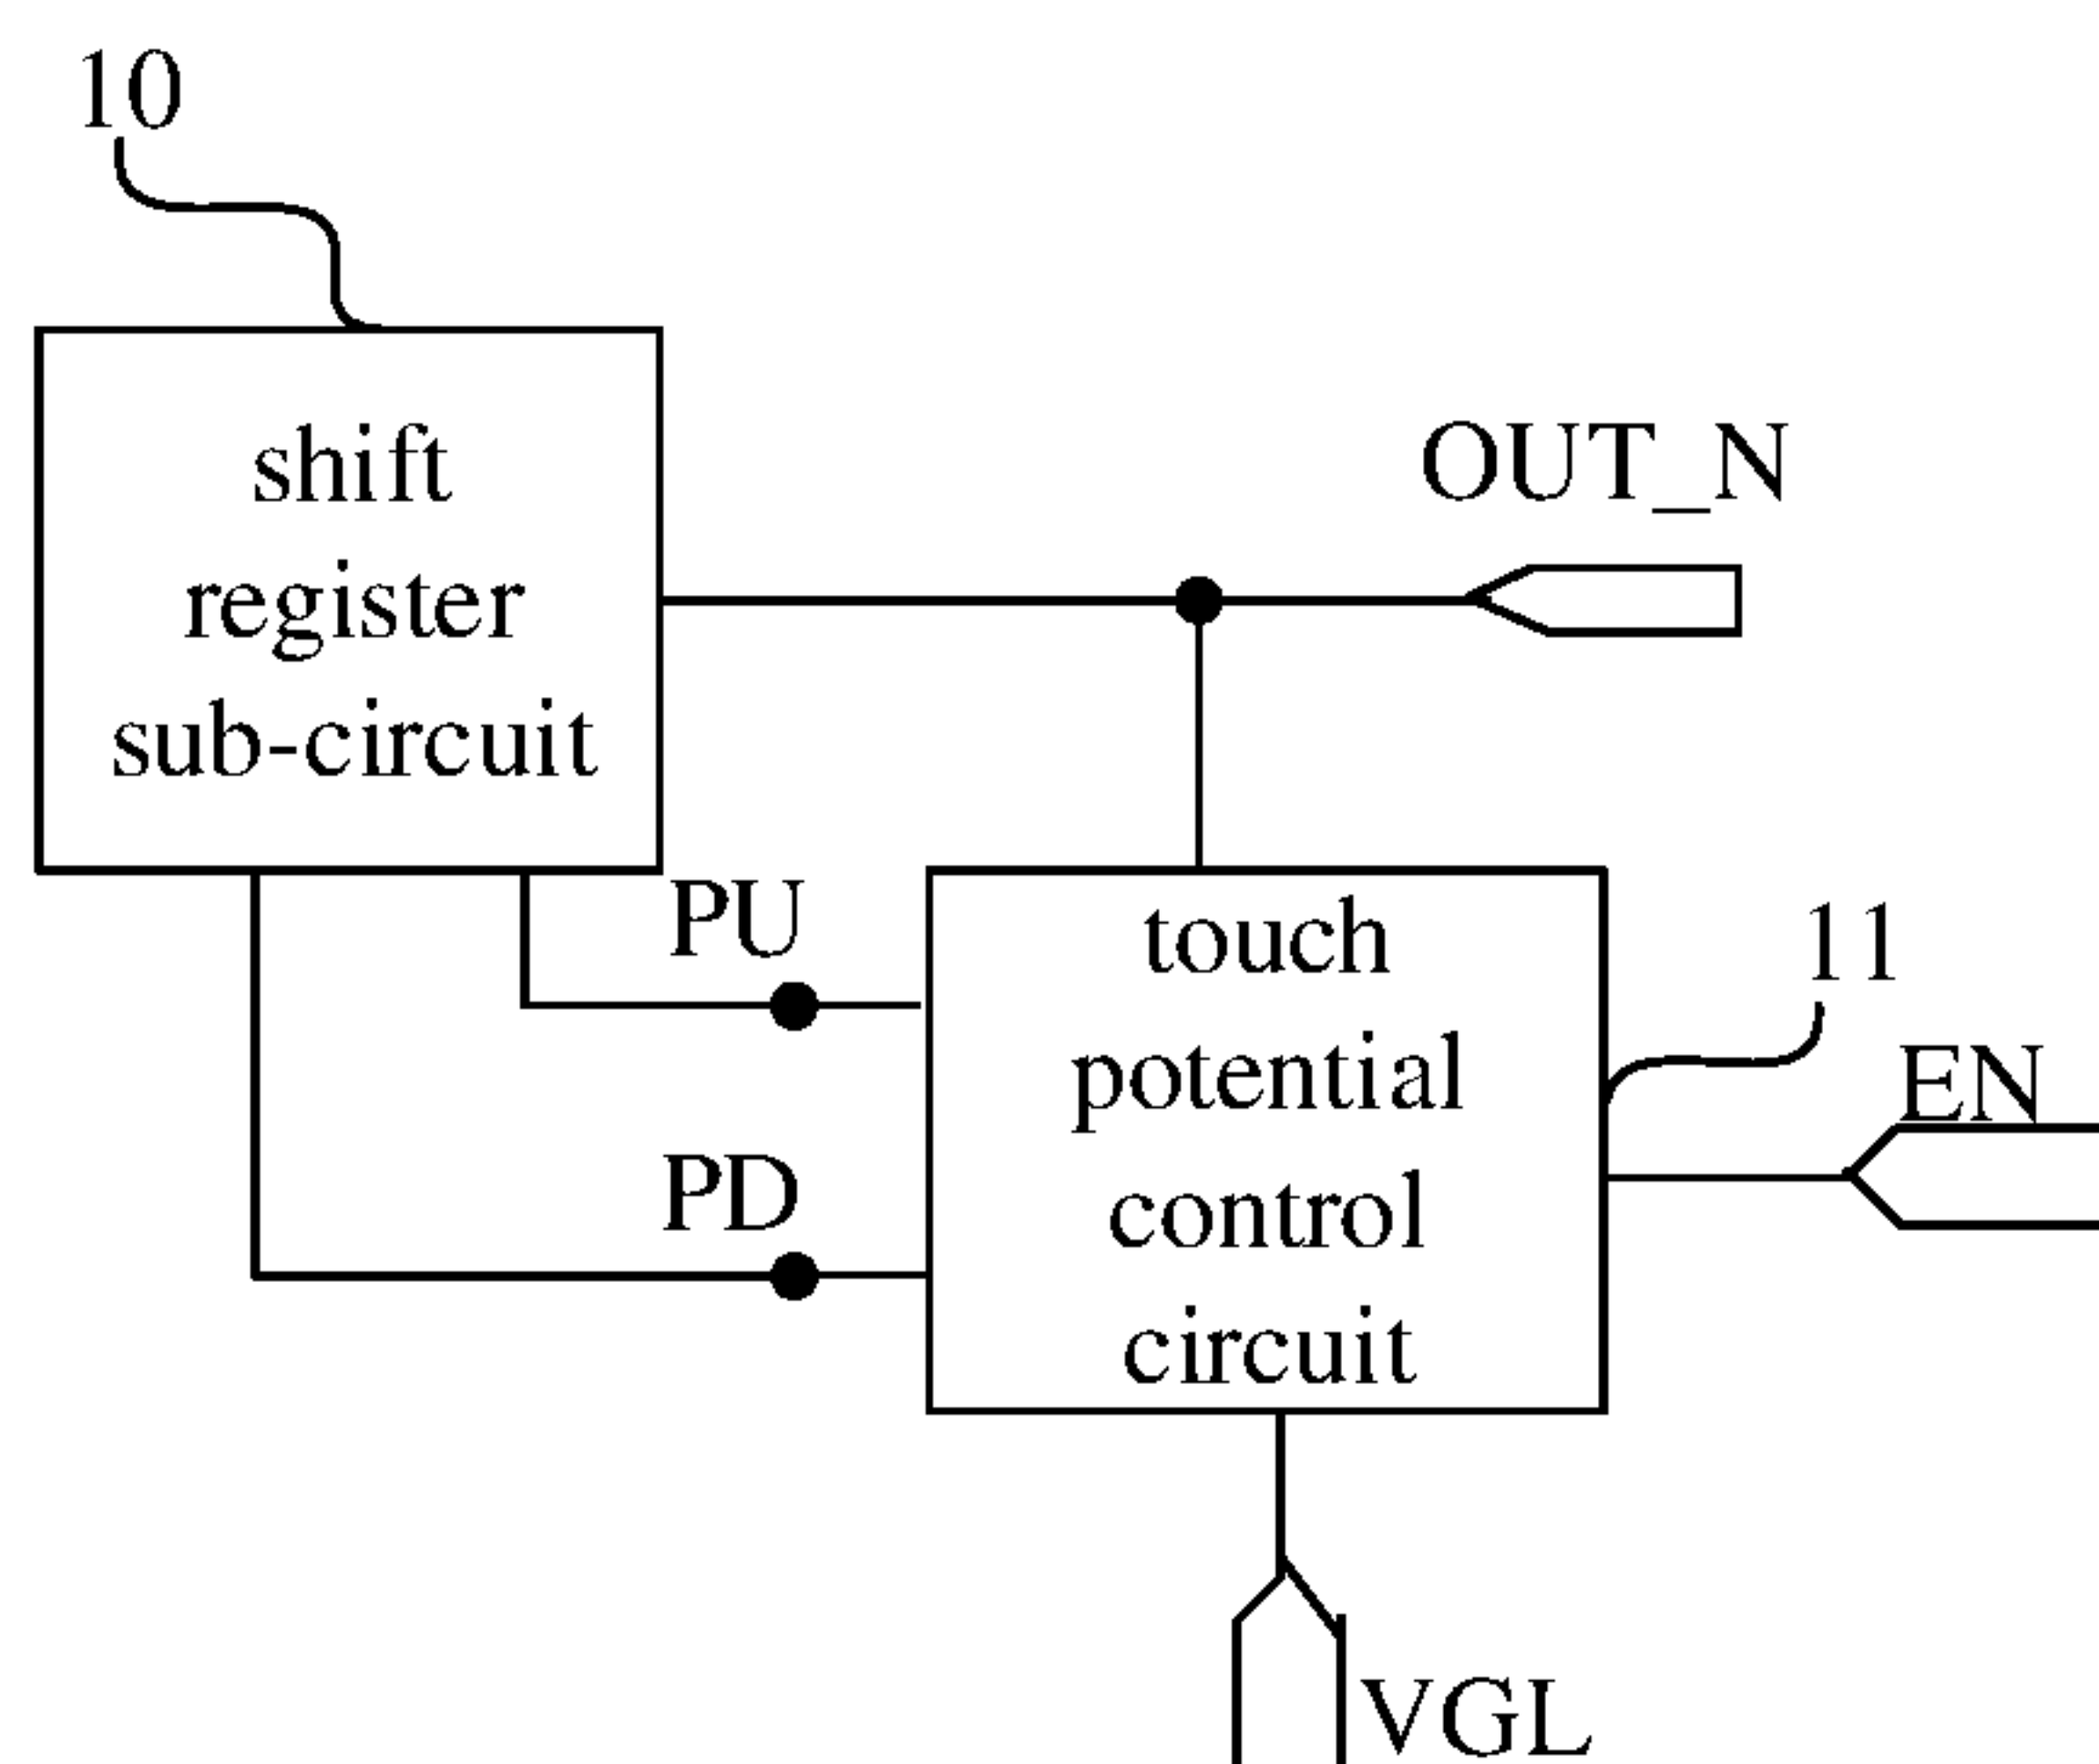 10
shift
register
sub-circuit
OUT_N
PU
touch
potential
control
circuit
11
EN
PD
VGL